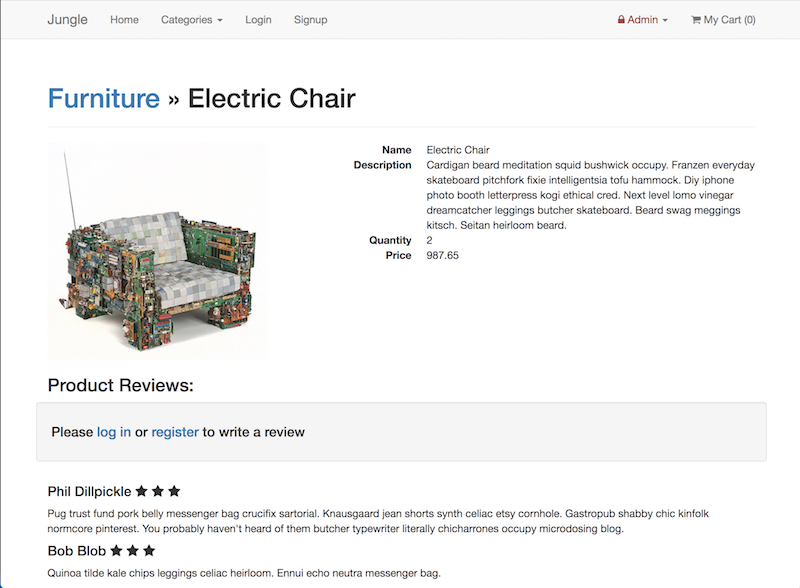 Jungle Home Categories Login Signup Admin My Cart (0)
Furniture » Electric Chair
Name Electric Chair
Description Cardigan beard meditation squid bushwick occupy. Franzen everyday
skateboard pitchfork fixie intelligentsia tofu hammock. Diy iphone
photo booth letterpress kogi ethical cred. Next level lomo vinegar
dreamcatcher leggings butcher skateboard. Beard swag meggings
kitsch. Seitan heirloom beard.
Quantity 2
Price 987.65
Product Reviews:
Please log in or register to write a review
Phil Dillpickle ★ ★ ★
Pug trust fund pork belly messenger bag crucifix sartorial. Knausgaard jean shorts synth celiac etsy cornhole. Gastropub shabby chic kinfolk
normcore pinterest. You probably haven't heard of them butcher typewriter literally chicharrones occupy microdosing blog.
Bob Blob ★ ★ ★
Quinoa tilde kale chips leggings celiac heirloom. Ennui echo neutra messenger bag.